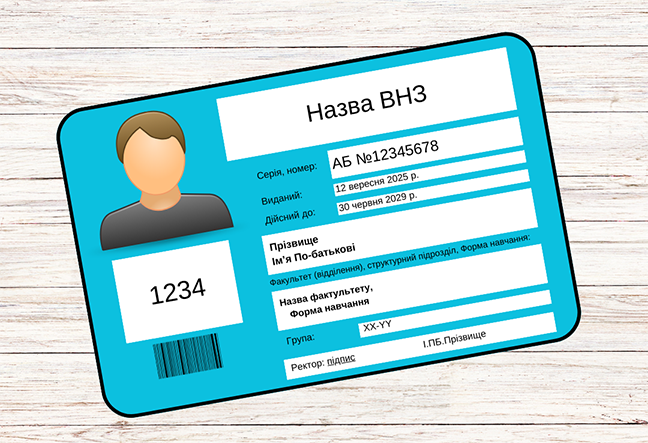 Назва ВНЗ
Серія, номер: АБ №12345678
Виданий: 12 вересня 2025 р.
Дійсний до: 30 червня 2029 р.
Прізвище
Ім'я По-батькові
Факультет (відділення), структурний підрозділ, Форма навчання:
Назва фактультету,
Форма навчання
1234
Група: XX-YY
Ректор: підпис І.ПБ.Прізвище